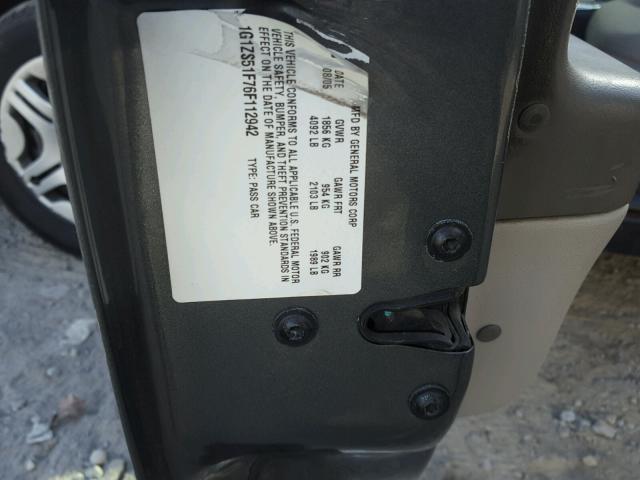 MFD BY GENERAL MOTORS CORP
DATE GVWR GAWR FRT GAWR RR
08/05 1856 KG 954 KG 902 KG
4092 LB 2103 LB 1989 LB
THIS VEHICLE CONFORMS TO ALL APPLICABLE U.S. FEDERAL MOTOR
VEHICLE SAFETY, BUMPER, AND THEFT PREVENTION STANDARDS IN
EFFECT ON THE DATE OF MANUFACTURE SHOWN ABOVE.
1G1ZS51F76F112942 TYPE: PASS CAR